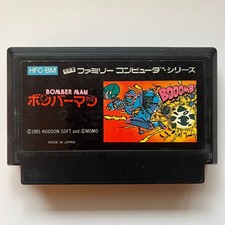 HFC-BM
ファミリー コンピュータ・シリーズ
BOMBER MAN
ボンバーマン
BOOOMB!
©1985 HUDSON SOFT and ©MOMO
MADE IN JAPAN